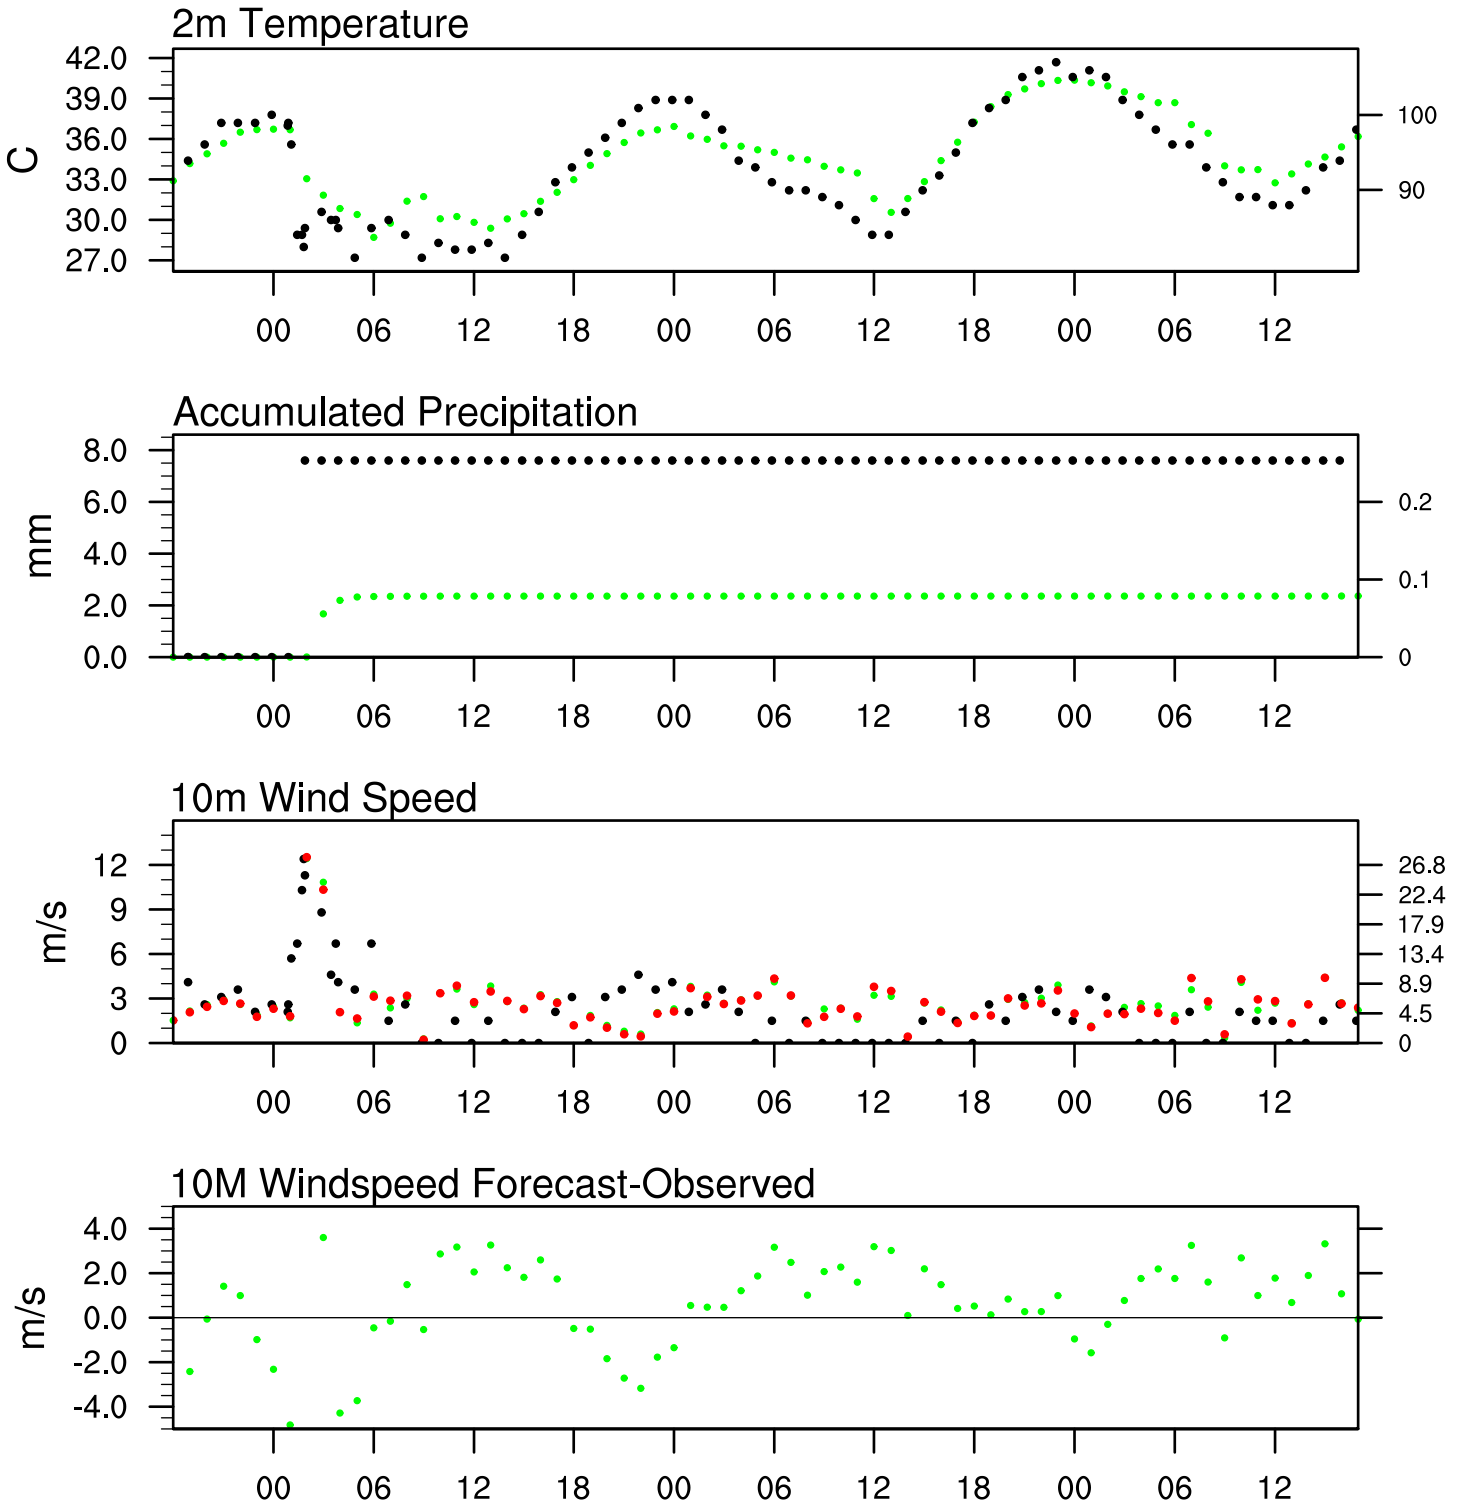 2m Temperature
42.0
39.0
36.0
33.0
30.0
27.0
C
100
90
00 06 12 18 00 06 12 18 00 06 12
Accumulated Precipitation
8.0
6.0
4.0
2.0
0.0
mm
0.2
0.1
0
00 06 12 18 00 06 12 18 00 06 12
10m Wind Speed
12
9
6
3
0
m/s
26.8
22.4
17.9
13.4
8.9
4.5
0
00 06 12 18 00 06 12 18 00 06 12
10M Windspeed Forecast-Observed
4.0
2.0
0.0
-2.0
-4.0
m/s
00 06 12 18 00 06 12 18 00 06 12